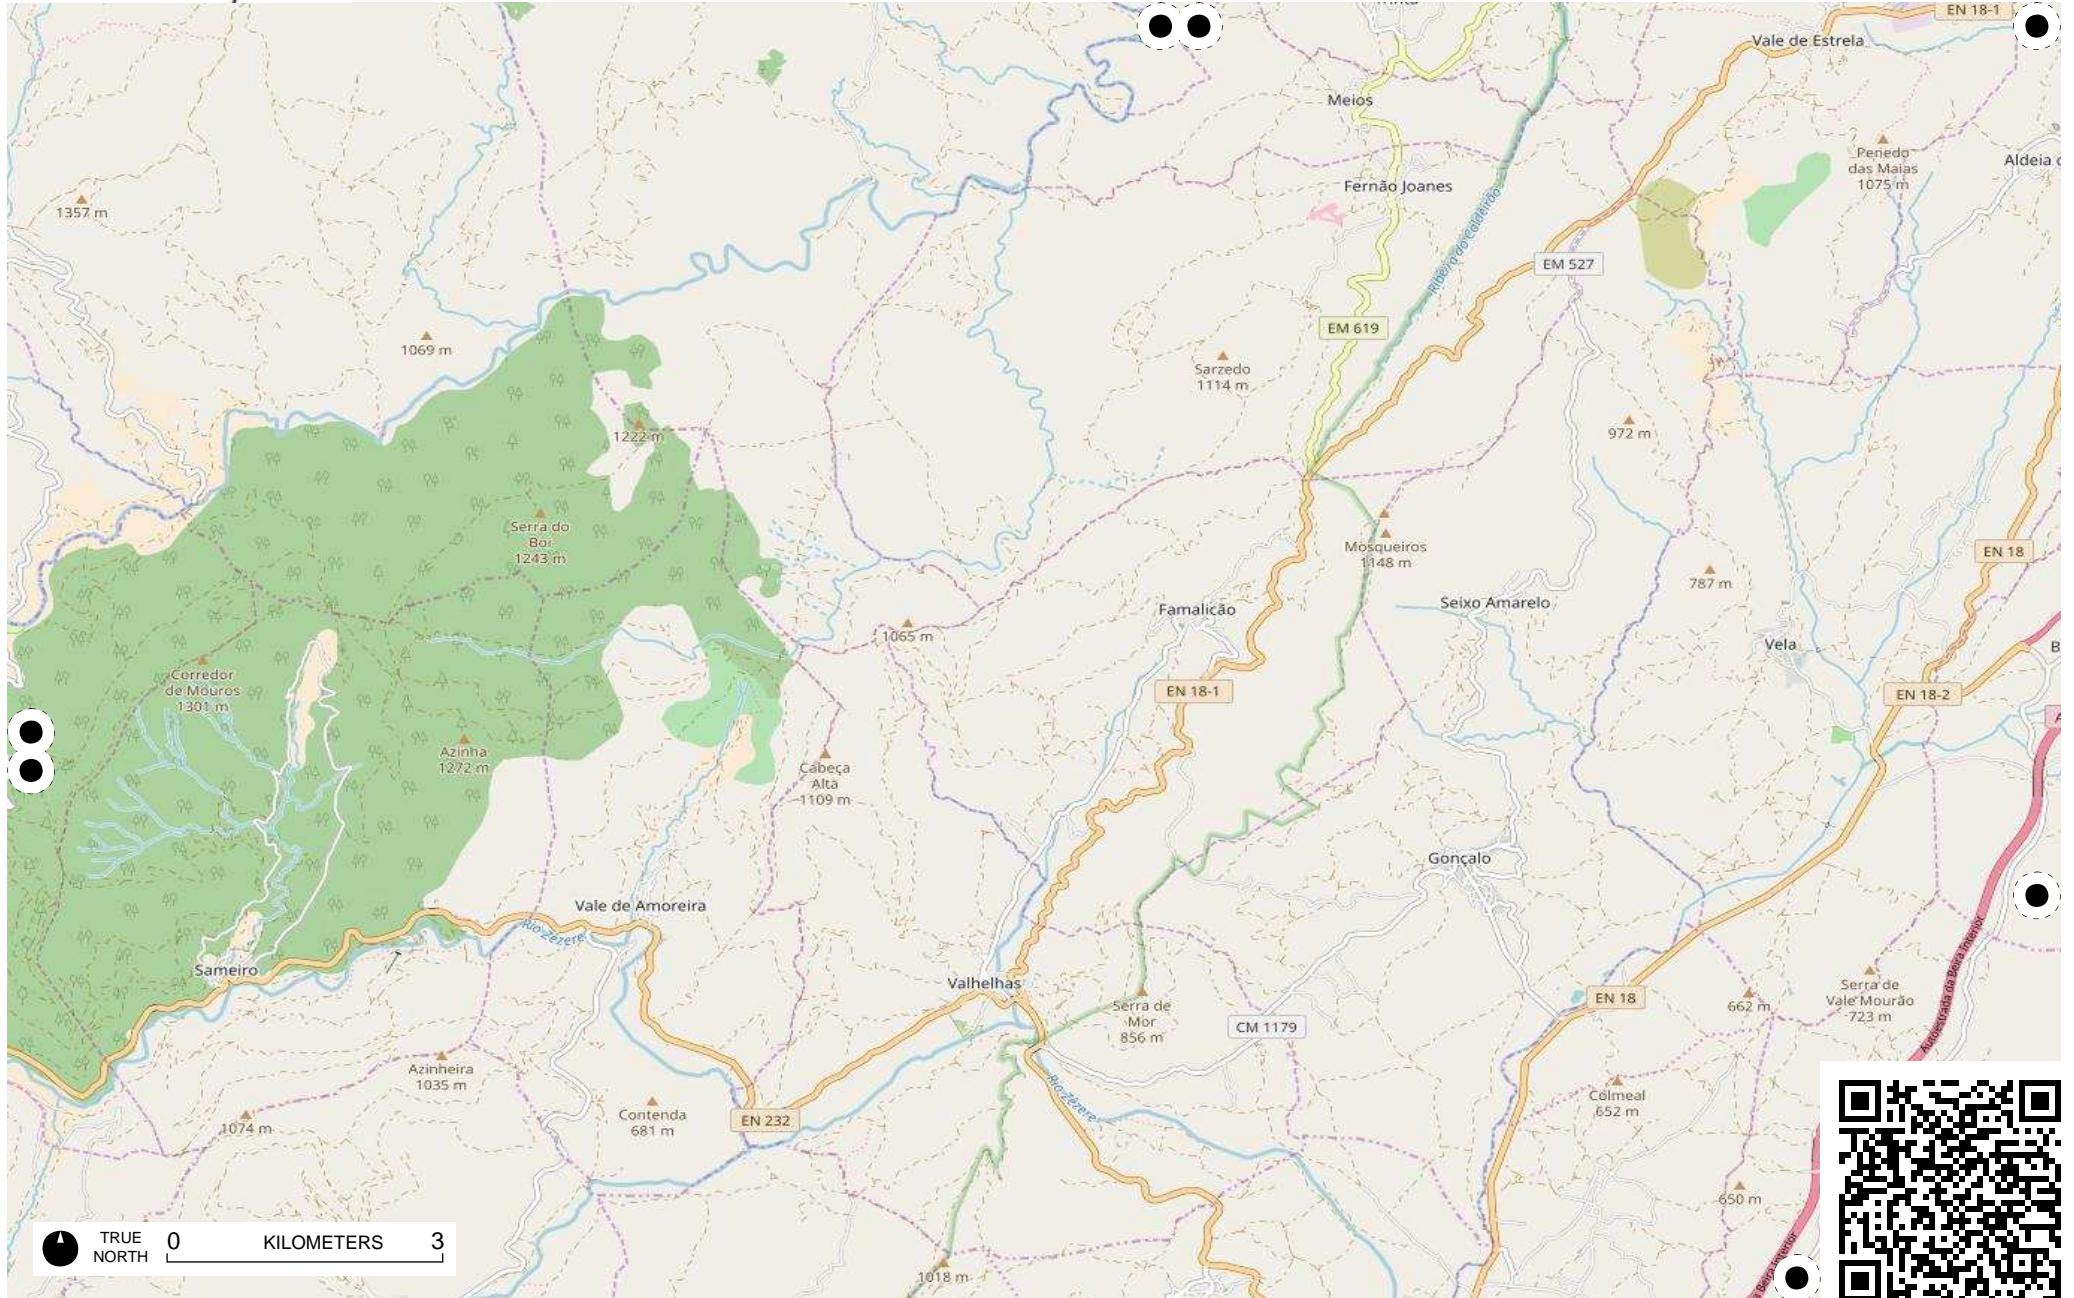 EN 18-1
Vale de Estrela
Meios
Penedo
das Maias
1075 m
Aldeia
Fernão Joanes
1357 m
Ribeira do Caldeirão
EM 527
EM 619
1069 m
Sarzedo
1114 m
1222 m
972 m
Serra do
Boi
1243 m
Mosqueiros
1148 m
EN 18
787 m
Famalicão
Seixo Amarelo
1065 m
Vela
B
Corredor
de Mouros
1301 m
EN 18-1
EN 18-2
A
Azinha
1272 m
Cabeça
Alta
1109 m
Gonçalo
Vale de Amoreira
Rio Zêzere
Sameiro
Valhelhas
Serra de
Mor
856 m
CM 1179
EN 18
662 m
Serra de
Vale Mourão
723 m
Autoestrada da Beira Interior
Azinheira
1035 m
Rio Zêzere
Colmeal
652 m
1074 m
Contenda
681 m
EN 232
650 m
1018 m
a Beira Interior
TRUE
NORTH
0 KILOMETERS 3